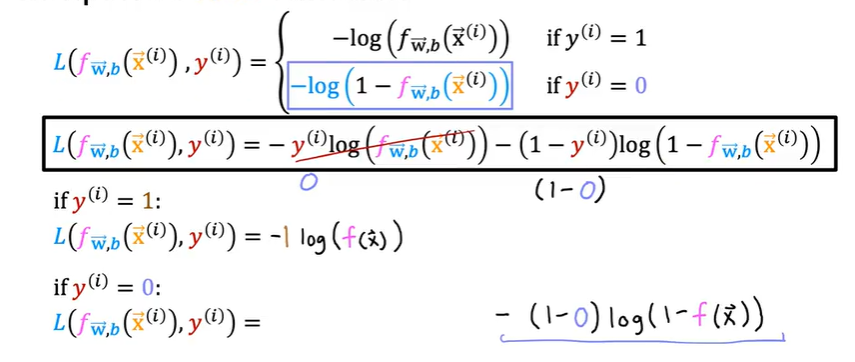 −log(f_w⃗,b(x⃗⁽ⁱ⁾)) if y⁽ⁱ⁾ = 1
L(f_w⃗,b(x⃗⁽ⁱ⁾), y⁽ⁱ⁾) = {
−log(1 − f_w⃗,b(x⃗⁽ⁱ⁾)) if y⁽ⁱ⁾ = 0
L(f_w⃗,b(x⃗⁽ⁱ⁾), y⁽ⁱ⁾) = − y⁽ⁱ⁾log(f_w⃗,b(x⃗⁽ⁱ⁾)) − (1 − y⁽ⁱ⁾)log(1 − f_w⃗,b(x⃗⁽ⁱ⁾))
0 (1-0)
if y⁽ⁱ⁾ = 1:
L(f_w⃗,b(x⃗⁽ⁱ⁾), y⁽ⁱ⁾) = -1 log(f(x⃗))
if y⁽ⁱ⁾ = 0:
L(f_w⃗,b(x⃗⁽ⁱ⁾), y⁽ⁱ⁾) = - (1-0) log(1-f(x⃗))